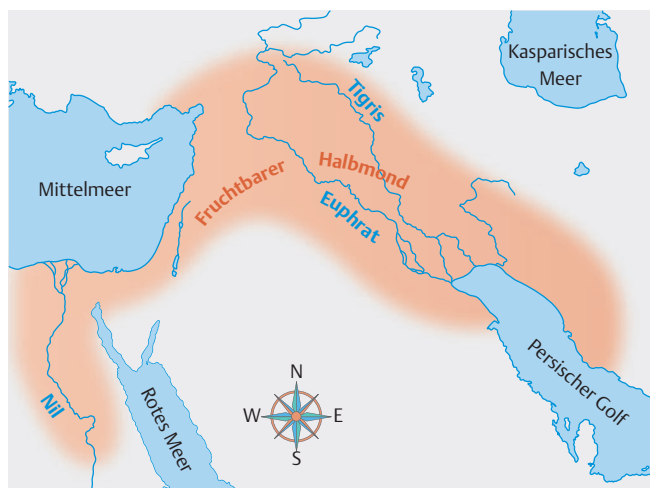 Kasparisches
Meer
Tigris
Mittelmeer
Fruchtbarer
Halbmond
Euphrat
Nil
Rotes Meer
Persischer Golf
N
W
E
S